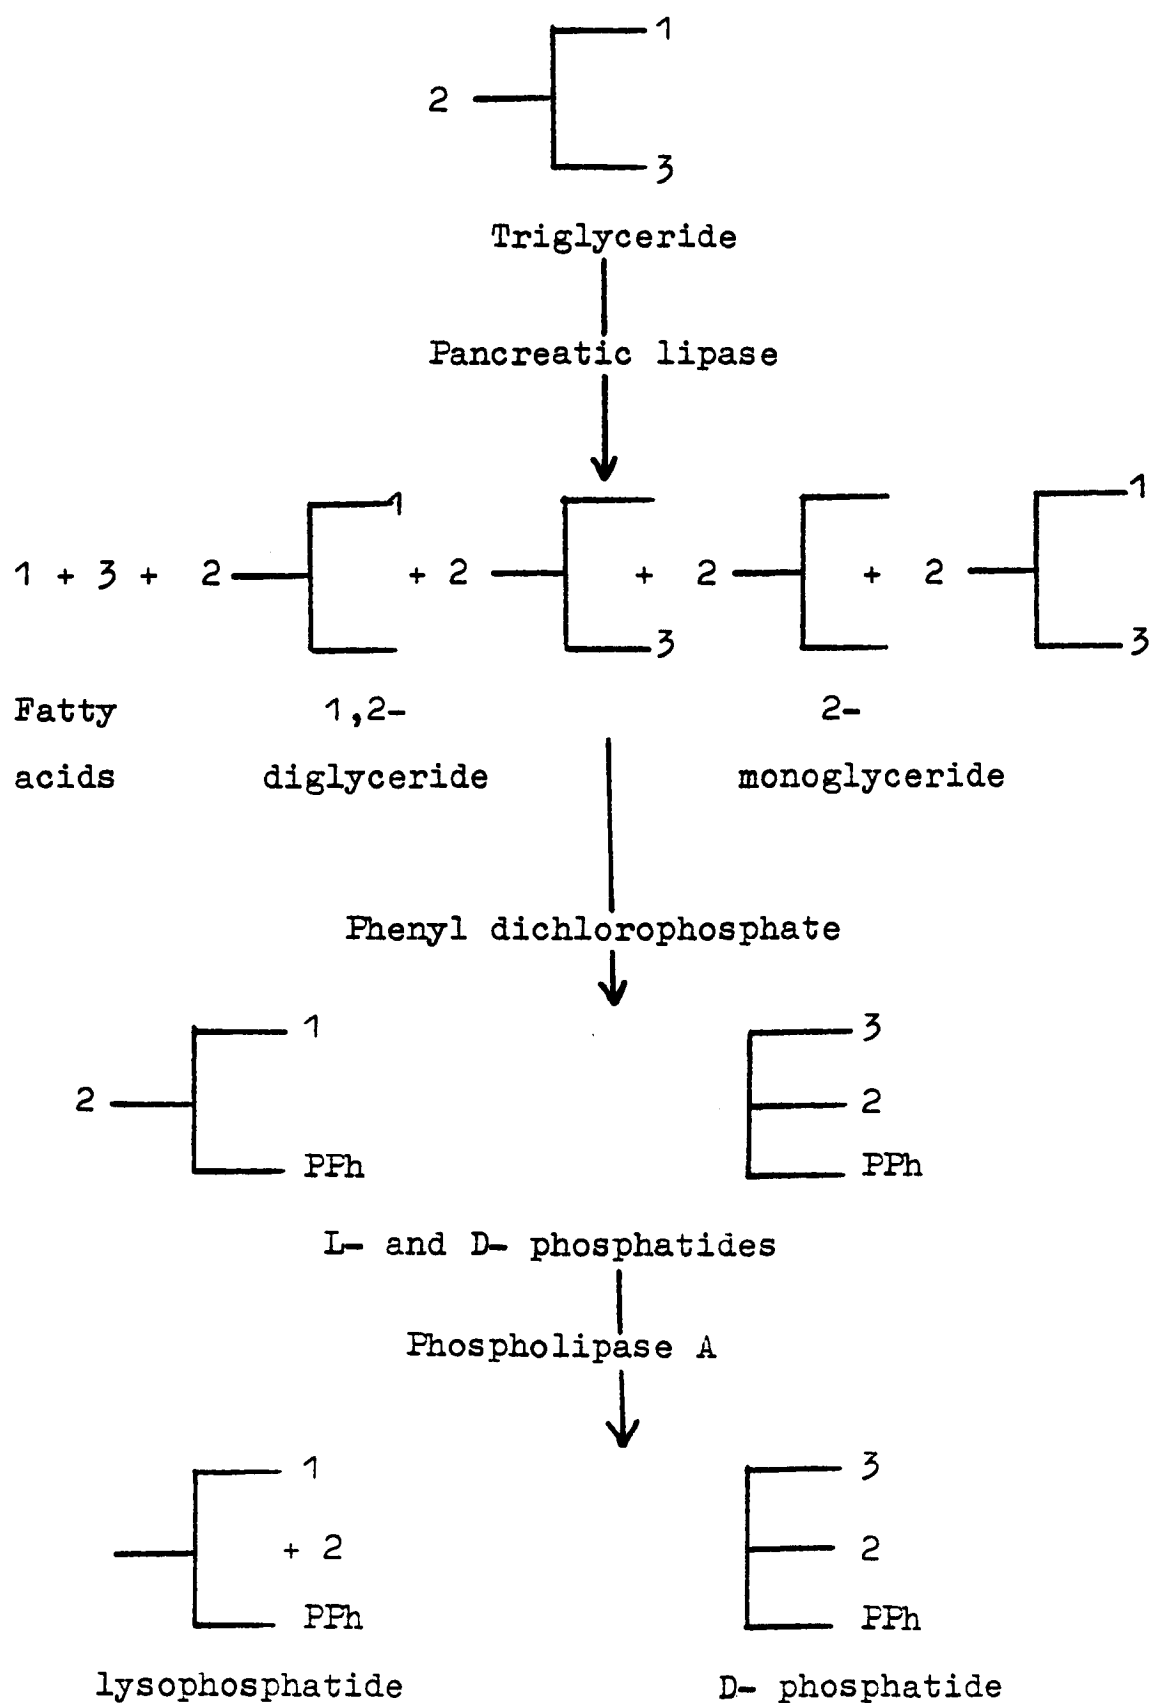 1
2
3
Triglyceride
Pancreatic lipase
1 1
1 + 3 + 2 + 2 + 2 + 2
3 3
Fatty 1,2- 2-
acids diglyceride monoglyceride
Phenyl dichlorophosphate
1 3
2 2
PPh PPh
L- and D- phosphatides
Phospholipase A
1 3
+ 2 2
PPh PPh
lysophosphatide D- phosphatide